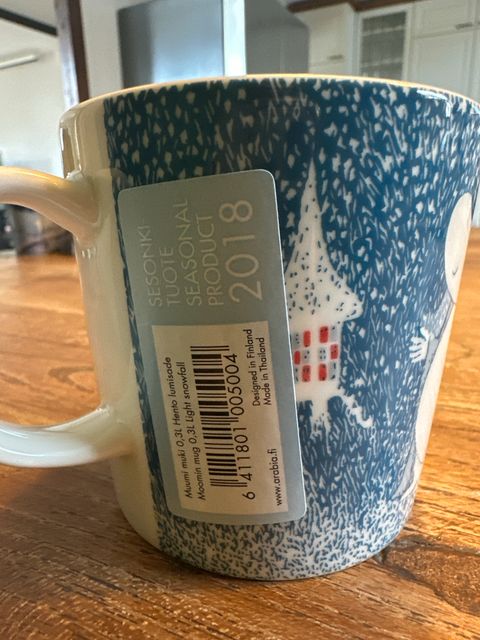 SESONKI-
TUOTE
SEASONAL
PRODUCT
2018
Muumi muki 0,3L Hento lumisade
Moomin mug 0,3L Light snowfall
6 411801 005004
Designed in Finland
Made in Thailand
www.arabia.fi